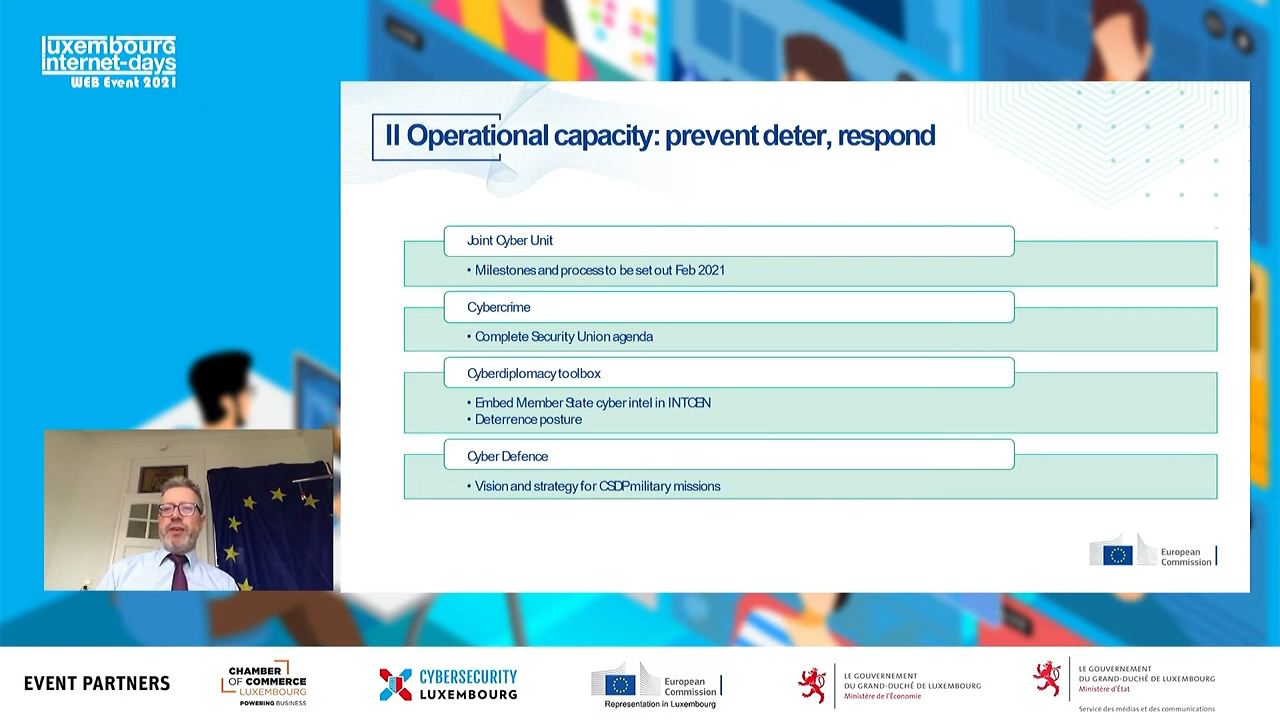 luxembourg
internet-days
WEB Event 2021
II Operational capacity: prevent deter, respond
Joint Cyber Unit
• Milestones and process to be set out Feb 2021
Cybercrime
• Complete Security Union agenda
Cyberdiplomacy toolbox
• Embed Member State cyber intel in INTCEN
• Deterrence posture
Cyber Defence
• Vision and strategy for CSDP military missions
European
Commission
EVENT PARTNERS
CHAMBER
OF COMMERCE
LUXEMBOURG
POWERING BUSINESS
CYBERSECURITY
LUXEMBOURG
European
Commission
Representation in Luxembourg
LE GOUVERNEMENT
DU GRAND-DUCHÉ DE LUXEMBOURG
Ministère de l'Économie
LE GOUVERNEMENT
DU GRAND-DUCHÉ DE LUXEMBOURG
Ministère d'État
Service des médias et des communications